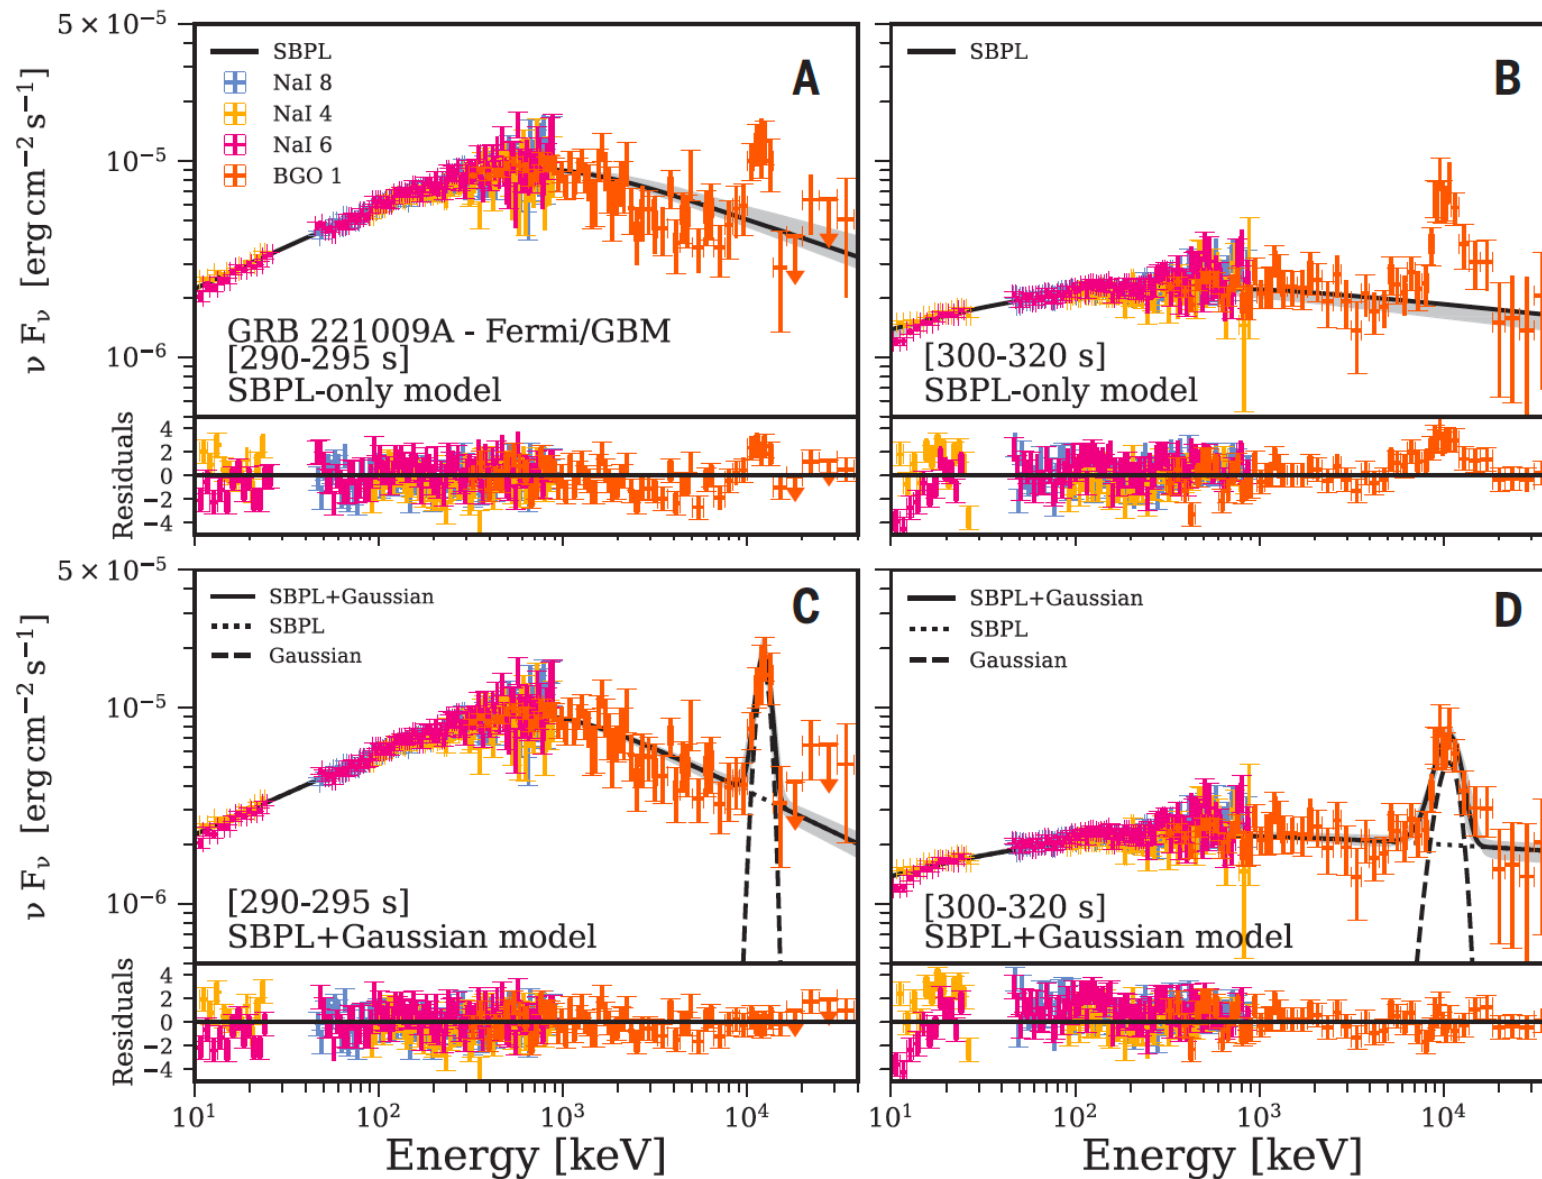 5 × 10⁻⁵
SBPL
NaI 8
NaI 4
NaI 6
BGO 1
A
SBPL
B
10⁻⁵
ν Fν [erg cm⁻² s⁻¹]
10⁻⁶
GRB 221009A - Fermi/GBM
[290-295 s]
SBPL-only model
[300-320 s]
SBPL-only model
Residuals
4
2
0
−2
−4
5 × 10⁻⁵
SBPL+Gaussian
SBPL
Gaussian
C
SBPL+Gaussian
SBPL
Gaussian
D
10⁻⁵
ν Fν [erg cm⁻² s⁻¹]
10⁻⁶
[290-295 s]
SBPL+Gaussian model
[300-320 s]
SBPL+Gaussian model
Residuals
4
2
0
−2
−4
10¹ 10² 10³ 10⁴
10¹ 10² 10³ 10⁴
Energy [keV]
Energy [keV]